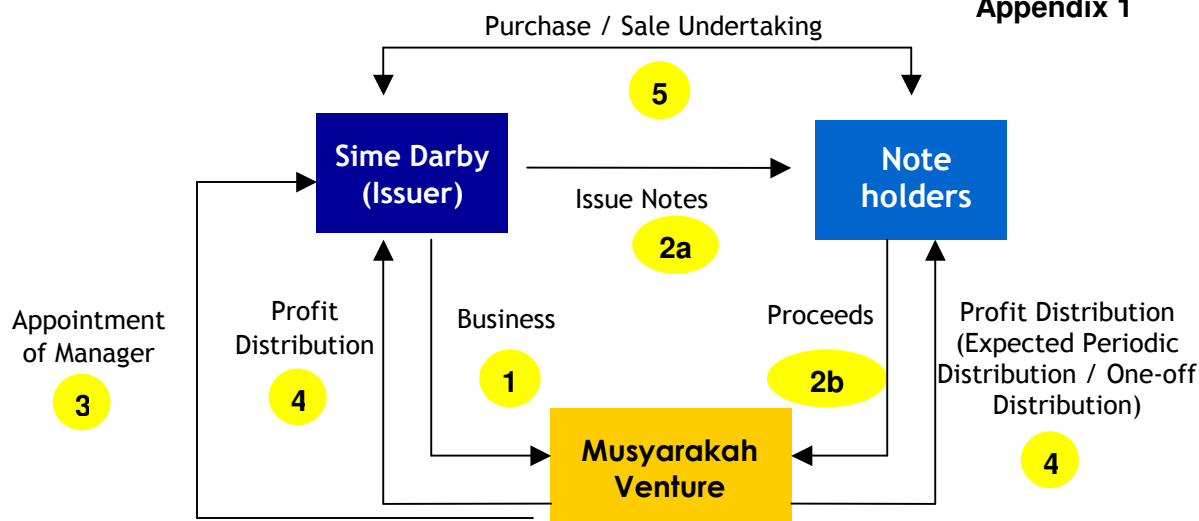 Appendix 1
Purchase / Sale Undertaking
5
Sime Darby
(Issuer)
Note
holders
Issue Notes
2a
Appointment
of Manager
3
Profit
Distribution
4
Business
1
Proceeds
2b
Profit Distribution
(Expected Periodic
Distribution / One-off
Distribution)
4
Musyarakah
Venture